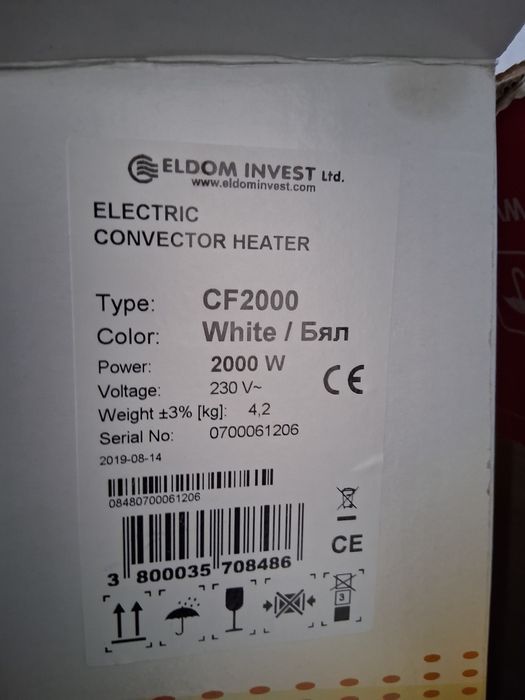 ELDOM INVEST Ltd.
www.eldominvest.com
ELECTRIC
CONVECTOR HEATER
Type: CF2000
Color: White / Бял
Power: 2000 W
Voltage: 230 V~
Weight ±3% [kg]: 4,2
Serial No: 0700061206
2019-08-14
08480700061206
3 800035 708486
CE
CE
3